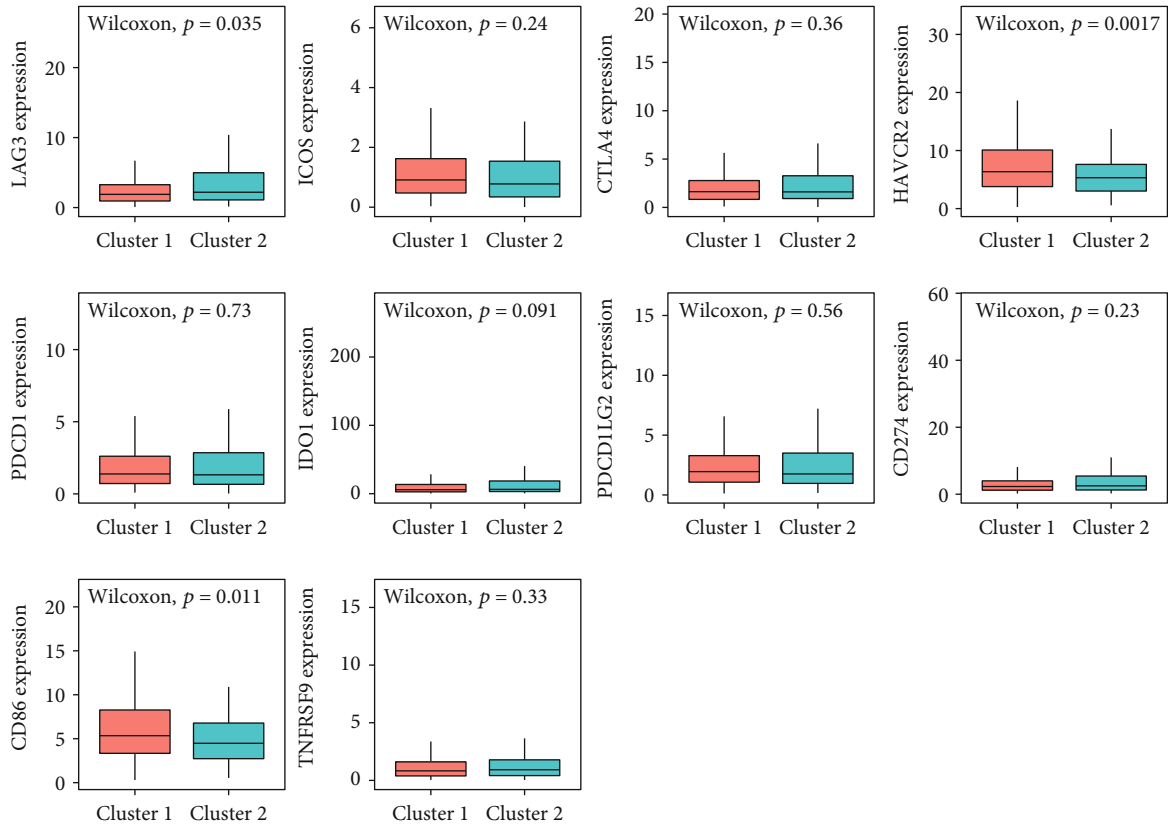 Wilcoxon, p = 0.035
LAG3 expression
20
10
0
Cluster 1 Cluster 2
Wilcoxon, p = 0.24
ICOS expression
6
4
2
0
Cluster 1 Cluster 2
Wilcoxon, p = 0.36
CTLA4 expression
20
15
10
5
0
Cluster 1 Cluster 2
Wilcoxon, p = 0.0017
HAVCR2 expression
30
20
10
0
Cluster 1 Cluster 2
Wilcoxon, p = 0.73
PDCD1 expression
10
5
0
Cluster 1 Cluster 2
Wilcoxon, p = 0.091
IDO1 expression
200
100
0
Cluster 1 Cluster 2
Wilcoxon, p = 0.56
PDCD1LG2 expression
15
10
5
0
Cluster 1 Cluster 2
Wilcoxon, p = 0.23
CD274 expression
60
40
20
0
Cluster 1 Cluster 2
Wilcoxon, p = 0.011
CD86 expression
20
15
10
5
0
Cluster 1 Cluster 2
Wilcoxon, p = 0.33
TNFRSF9 expression
15
10
5
0
Cluster 1 Cluster 2